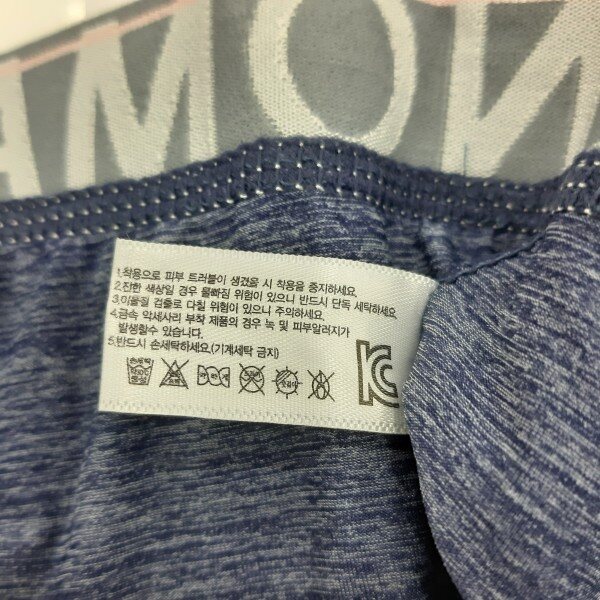 AMON
1.착용으로 피부 트러블이 생겼을 시 착용을 중지하세요.
2.진한 색상일 경우 물빠짐 위험이 있으니 반드시 단독 세탁하세요
3.이물질 검출로 다칠 위험이 있으니 주의하세요.
4.금속 악세사리 부착 제품의 경우 녹 및 피부알러지가
발생할수 있습니다.
5.반드시 손세탁하세요.(기계세탁 금지)